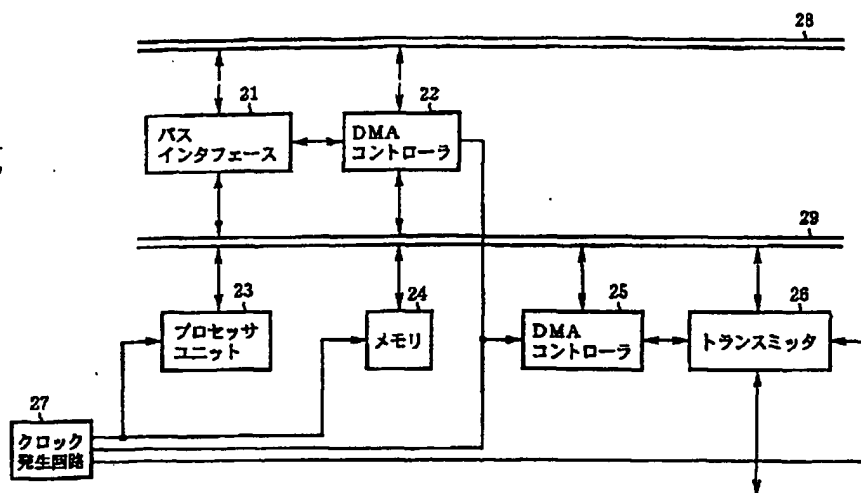 28
21
バス
インタフェース
22
DMA
コントローラ
29
23
プロセッサ
ユニット
24
メモリ
25
DMA
コントローラ
26
トランスミッタ
27
クロック
発生回路